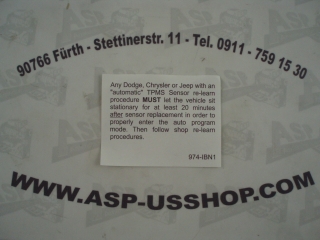 90766 Fürth - Stettinerstr. 11 - Tel. 0911 - 759 15 30
Any Dodge, Chrysler or Jeep with an
"automatic" TPMS Sensor re-learn
procedure MUST let the vehicle sit
stationary for at least 20 minutes
after sensor replacement in order to
properly enter the auto program
mode. Then follow shop re-learn
procedures.
974-IBN1
WWW.ASP-USSHOP.COM